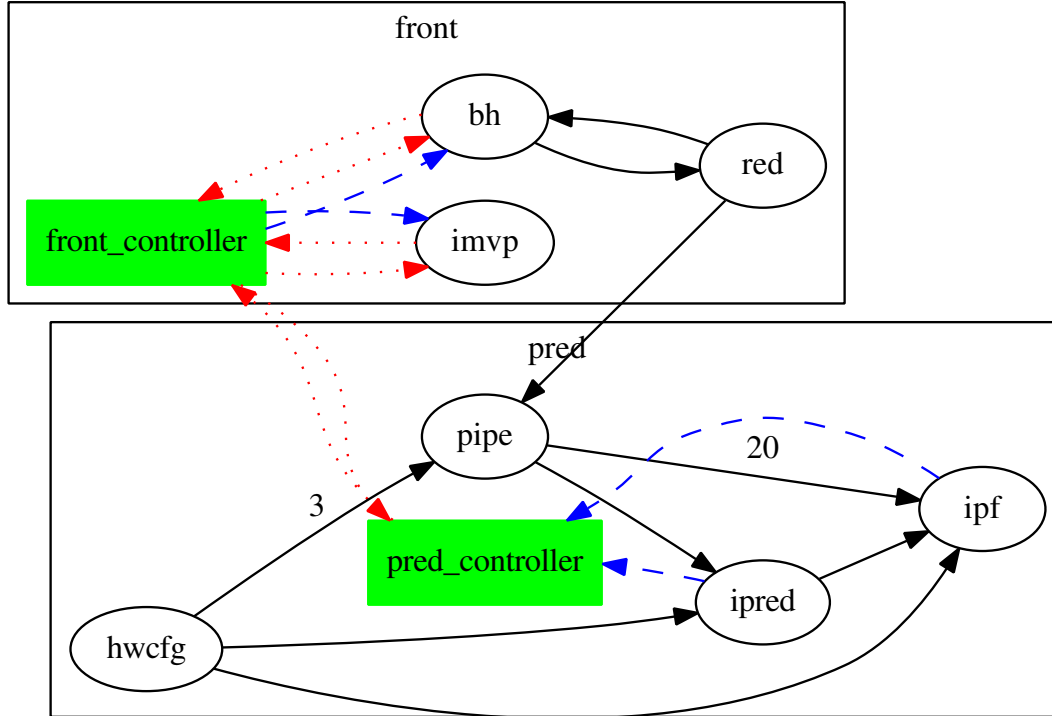 front
bh
red
front_controller
imvp
pred
pipe
20
3
ipf
pred_controller
ipred
hwcfg